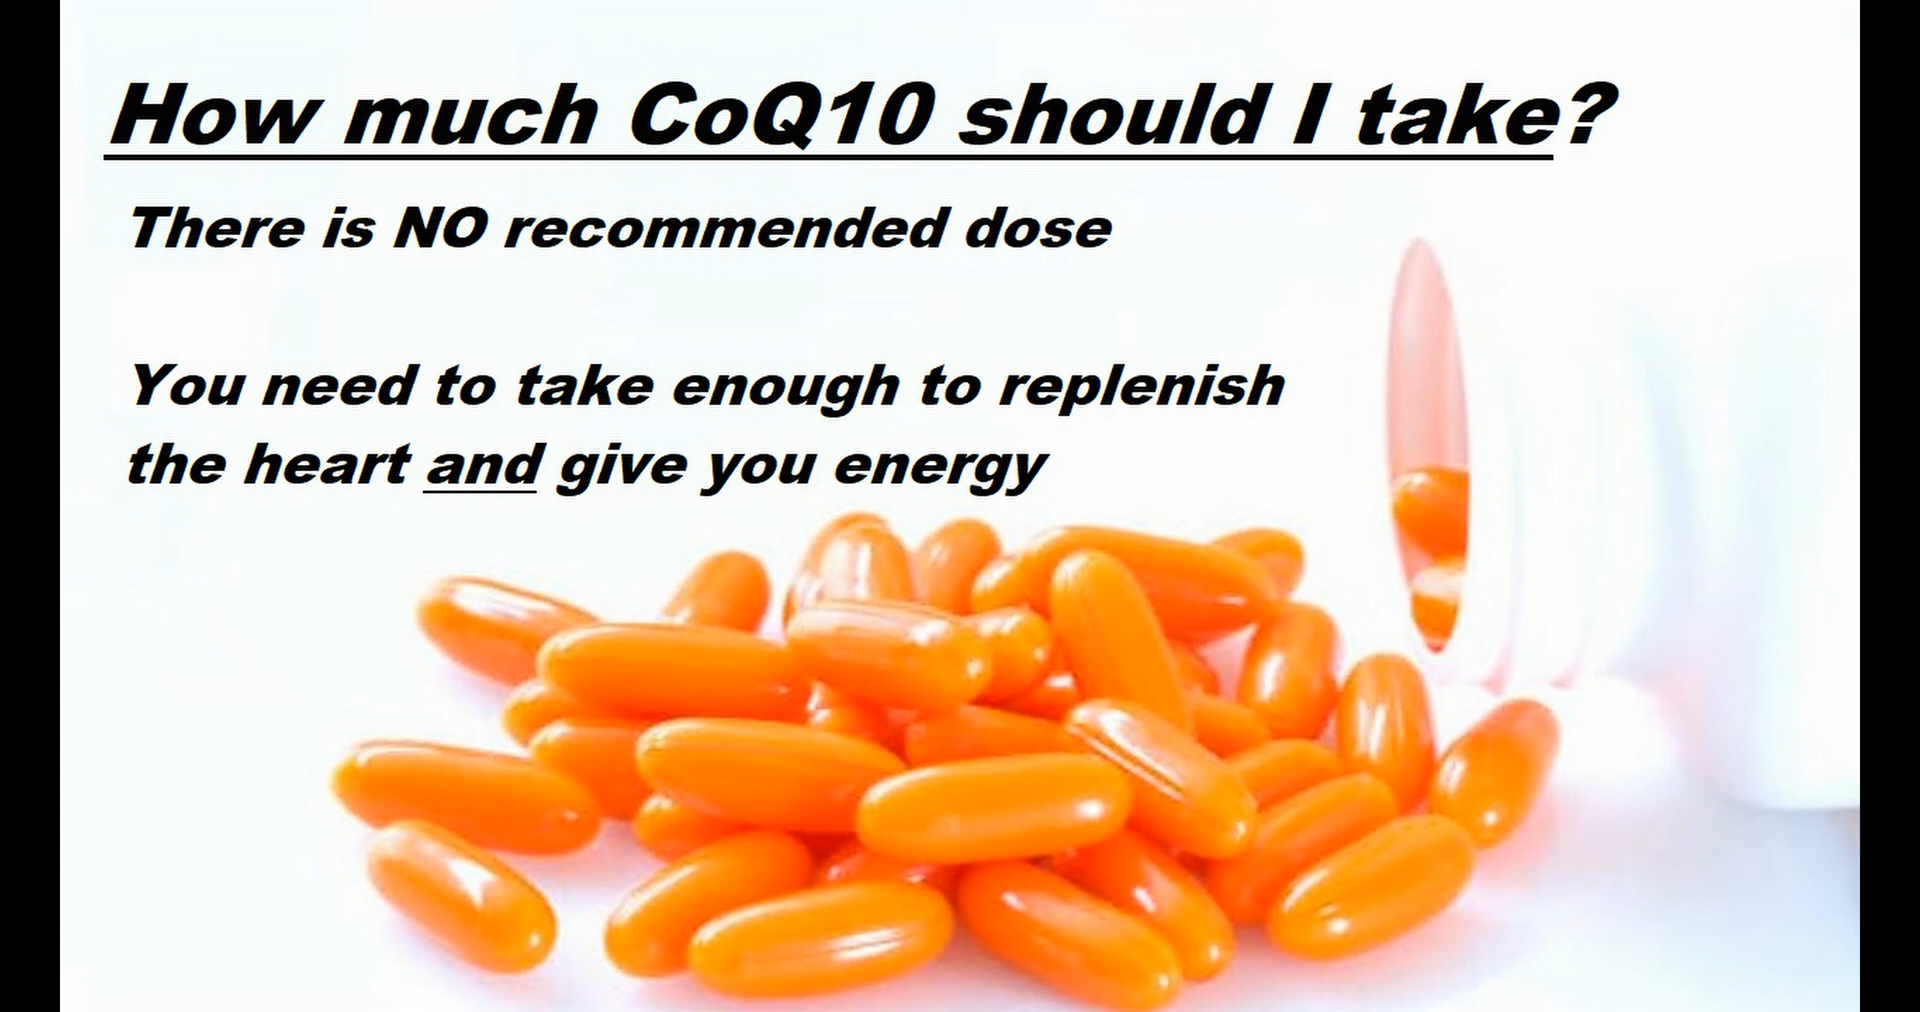 How much CoQ10 should I take?
There is NO recommended dose
You need to take enough to replenish
the heart and give you energy